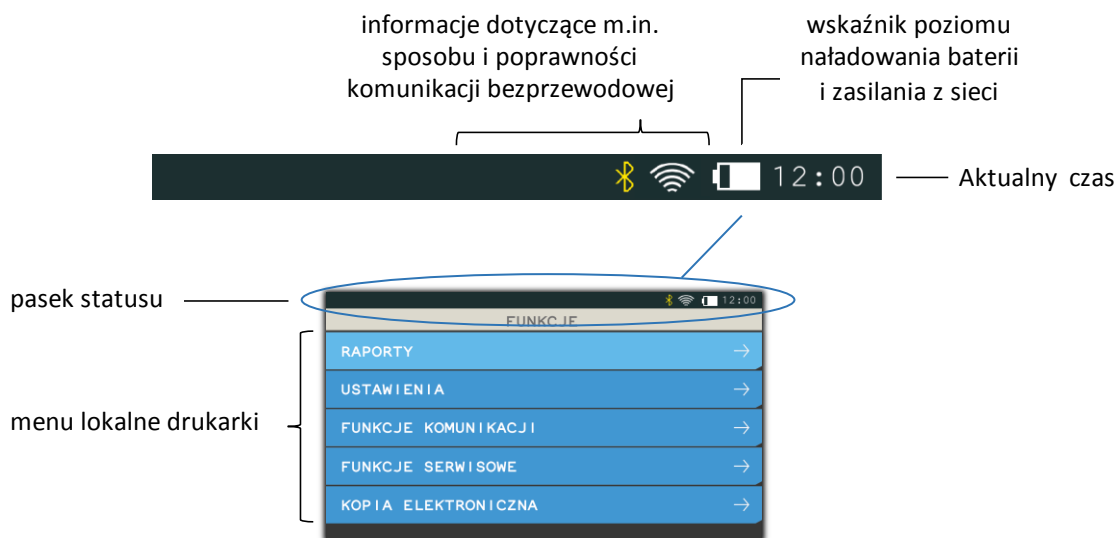 informacje dotyczące m.in.
sposobu i poprawności
komunikacji bezprzewodowej
wskaźnik poziomu
naładowania baterii
i zasilania z sieci
12:00
Aktualny czas
pasek statusu
12:00
FUNKCJE
RAPORTY
USTAWIENIA
menu lokalne drukarki
FUNKCJE KOMUNIKACJI
FUNKCJE SERWISOWE
KOPIA ELEKTRONICZNA